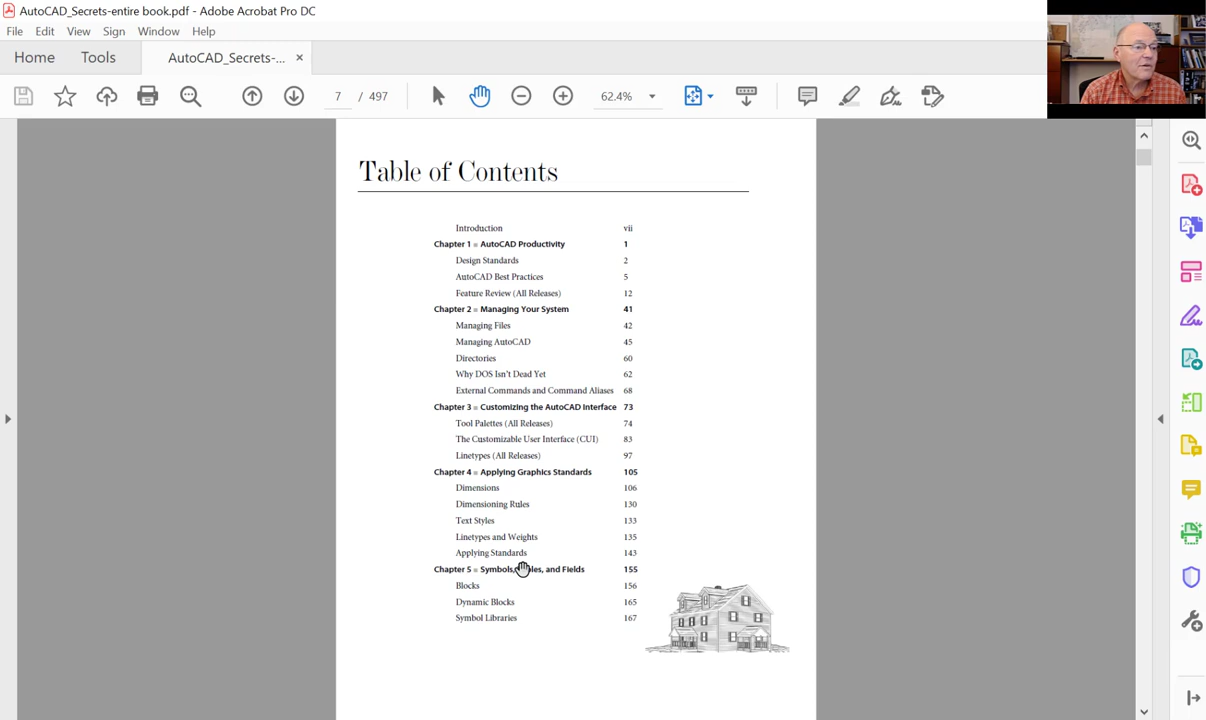 AutoCAD_Secrets-entire book.pdf - Adobe Acrobat Pro DC
File Edit View Sign Window Help
Home Tools AutoCAD_Secrets-... ×
7 / 497 62.4%
Table of Contents
Introduction vii
Chapter 1 ■ AutoCAD Productivity 1
Design Standards 2
AutoCAD Best Practices 5
Feature Review (All Releases) 12
Chapter 2 ■ Managing Your System 41
Managing Files 42
Managing AutoCAD 45
Directories 60
Why DOS Isn't Dead Yet 62
External Commands and Command Aliases 68
Chapter 3 ■ Customizing the AutoCAD Interface 73
Tool Palettes (All Releases) 74
The Customizable User Interface (CUI) 83
Linetypes (All Releases) 97
Chapter 4 ■ Applying Graphics Standards 105
Dimensions 106
Dimensioning Rules 130
Text Styles 133
Linetypes and Weights 135
Applying Standards 143
Chapter 5 ■ Symbols, and Fields 155
Blocks 156
Dynamic Blocks 165
Symbol Libraries 167